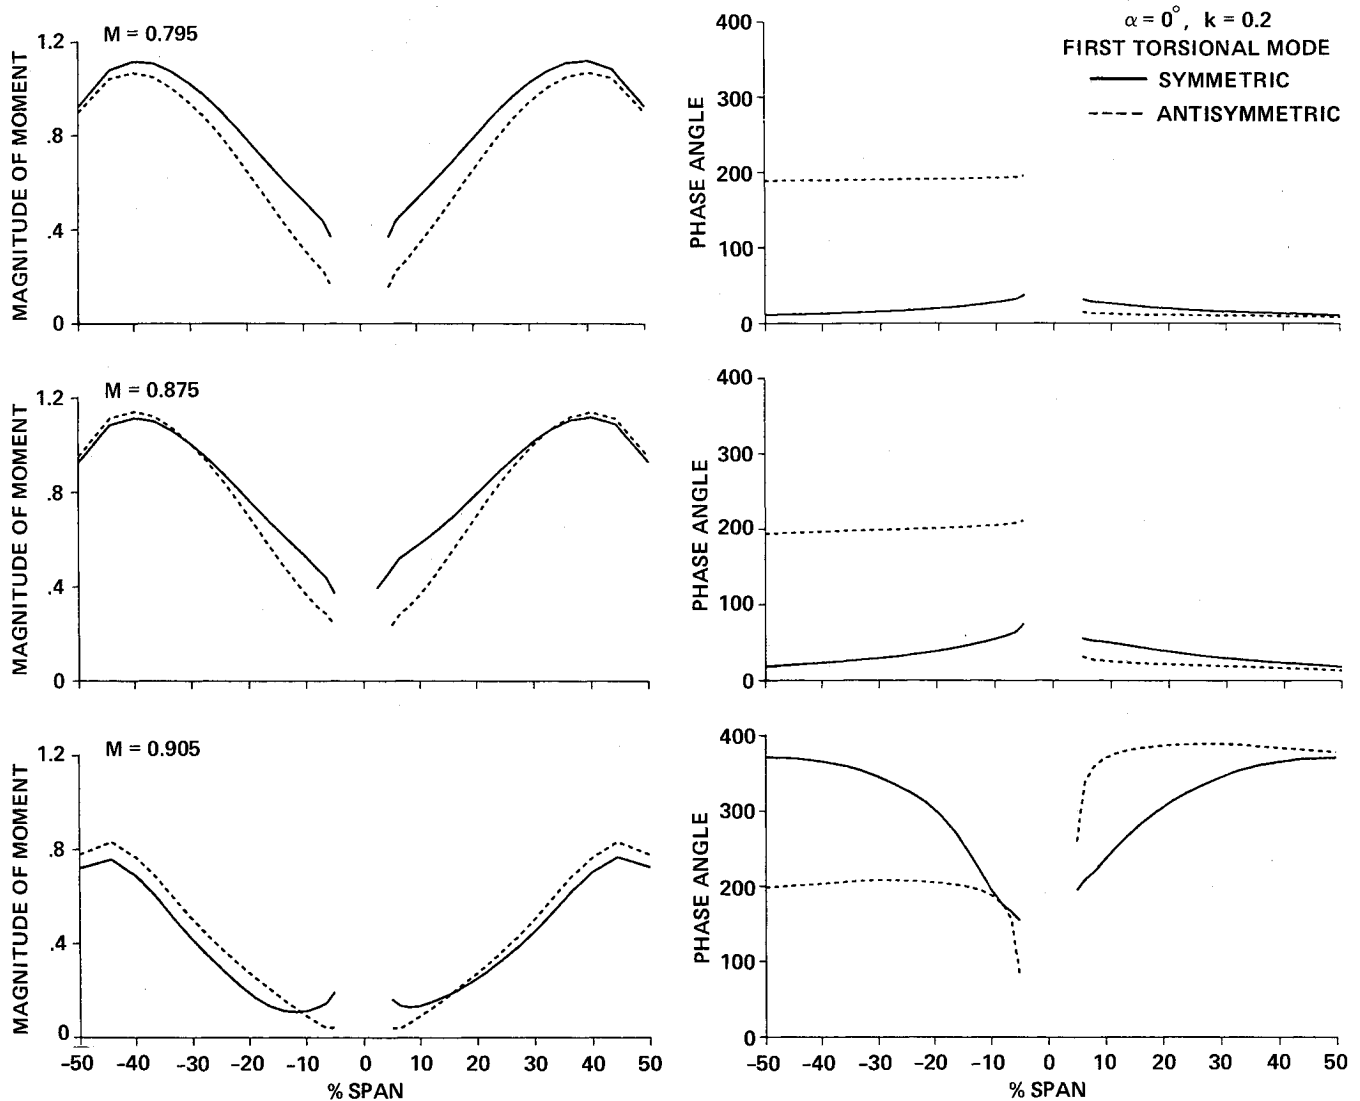 M = 0.795
1.2
.8
.4
0
MAGNITUDE OF MOMENT
400
300
200
100
0
PHASE ANGLE
α = 0°, k = 0.2
FIRST TORSIONAL MODE
SYMMETRIC
ANTISYMMETRIC
M = 0.875
1.2
.8
.4
0
MAGNITUDE OF MOMENT
400
300
200
100
0
PHASE ANGLE
M = 0.905
1.2
.8
.4
0
MAGNITUDE OF MOMENT
-50 -40 -30 -20 -10 0 10 20 30 40 50
% SPAN
400
300
200
100
0
PHASE ANGLE
-50 -40 -30 -20 -10 0 10 20 30 40 50
% SPAN